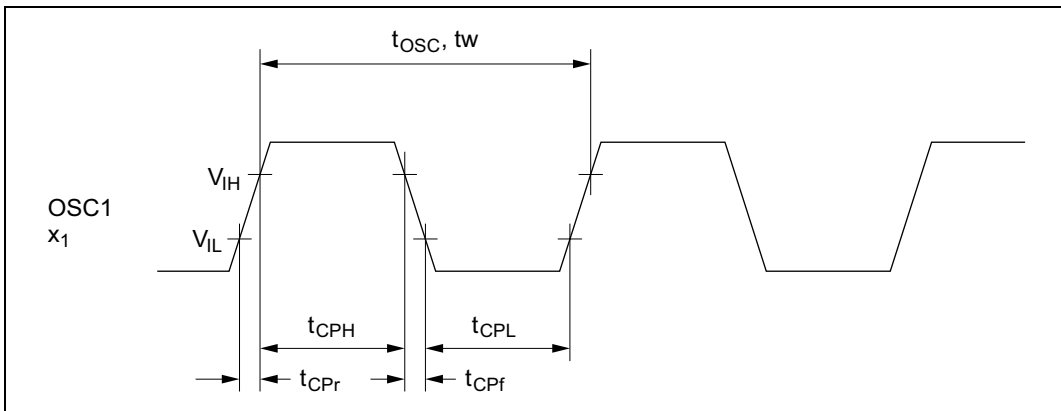 tOSC, tw
VIH
OSC1
x1
VIL
tCPH
tCPL
tCPr
tCPf